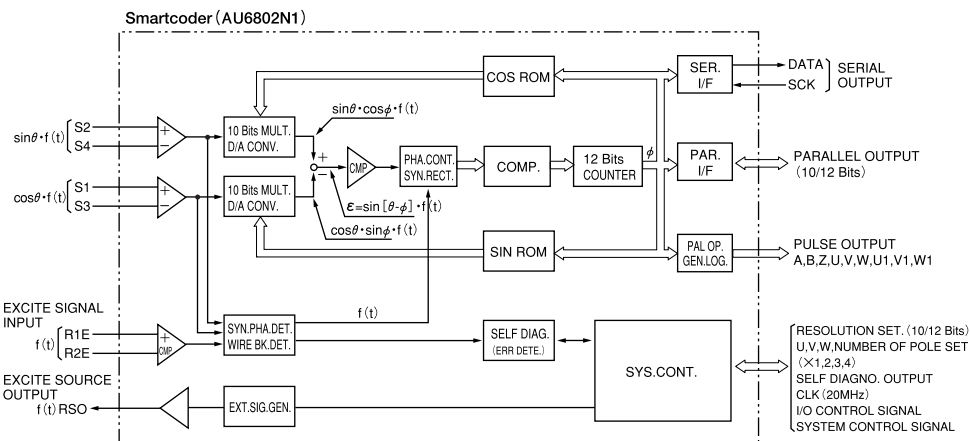 Smartcoder (AU6802N1)
COS ROM
SER.
I/F
DATA
SCK
SERIAL
OUTPUT
sinθ·cosφ·f(t)
sinθ·f(t)
S2
S4
+
−
10 Bits MULT.
D/A CONV.
+
−
CMP
PHA.CONT.
SYN.RECT.
COMP.
12 Bits
COUNTER
φ
PAR.
I/F
PARALLEL OUTPUT
(10/12 Bits)
cosθ·f(t)
S1
S3
+
−
10 Bits MULT.
D/A CONV.
ε=sin[θ-φ]·f(t)
cosθ·sinφ·f(t)
SIN ROM
PAL OP.
GEN.LOG.
PULSE OUTPUT
A,B,Z,U,V,W,U1,V1,W1
EXCITE SIGNAL
INPUT
f(t)
R1E
R2E
+
CMP
SYN.PHA.DET.
WIRE BK.DET.
f(t)
SELF DIAG.
(ERR DETE.)
SYS.CONT.
RESOLUTION SET. (10/12 Bits)
U,V,W,NUMBER OF POLE SET
(×1,2,3,4)
SELF DIAGNO. OUTPUT
CLK (20MHz)
I/O CONTROL SIGNAL
SYSTEM CONTROL SIGNAL
EXCITE SOURCE
OUTPUT
f(t) RSO
EXT.SIG.GEN.